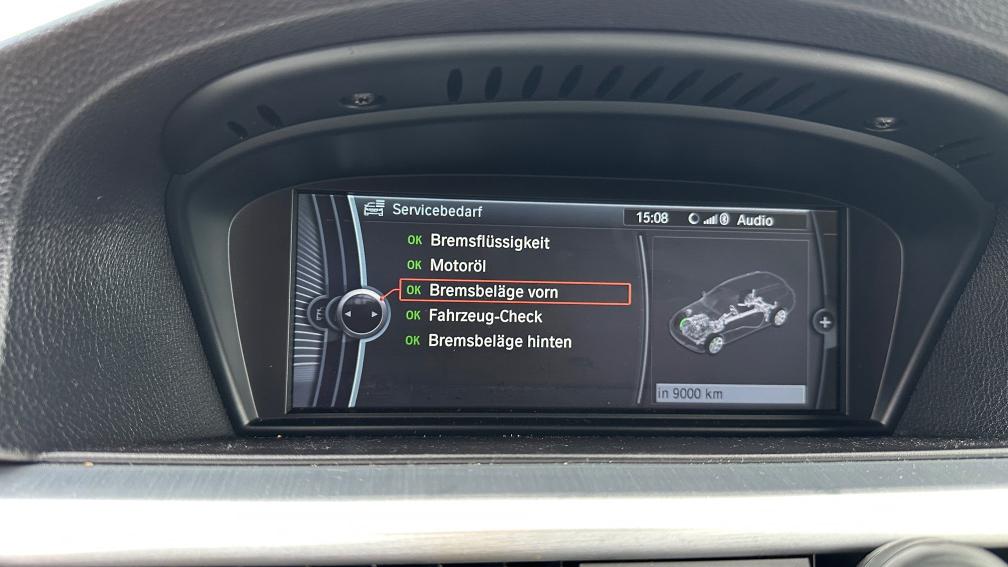 Servicebedarf
15:08 Audio
OK Bremsflüssigkeit
OK Motoröl
OK Bremsbeläge vorn
OK Fahrzeug-Check
OK Bremsbeläge hinten
in 9000 km